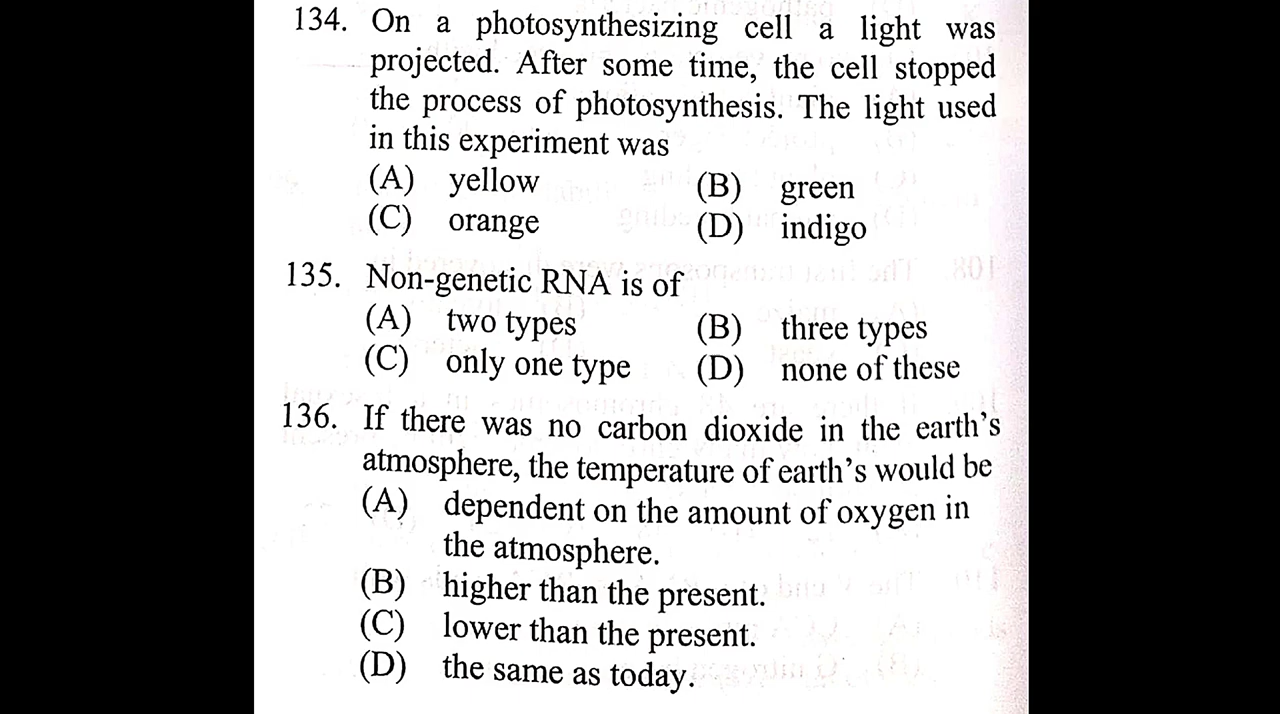 134. On a photosynthesizing cell a light was
projected. After some time, the cell stopped
the process of photosynthesis. The light used
in this experiment was
(A) yellow (B) green
(C) orange (D) indigo
135. Non-genetic RNA is of
(A) two types (B) three types
(C) only one type (D) none of these
136. If there was no carbon dioxide in the earth's
atmosphere, the temperature of earth's would be
(A) dependent on the amount of oxygen in
the atmosphere.
(B) higher than the present.
(C) lower than the present.
(D) the same as today.